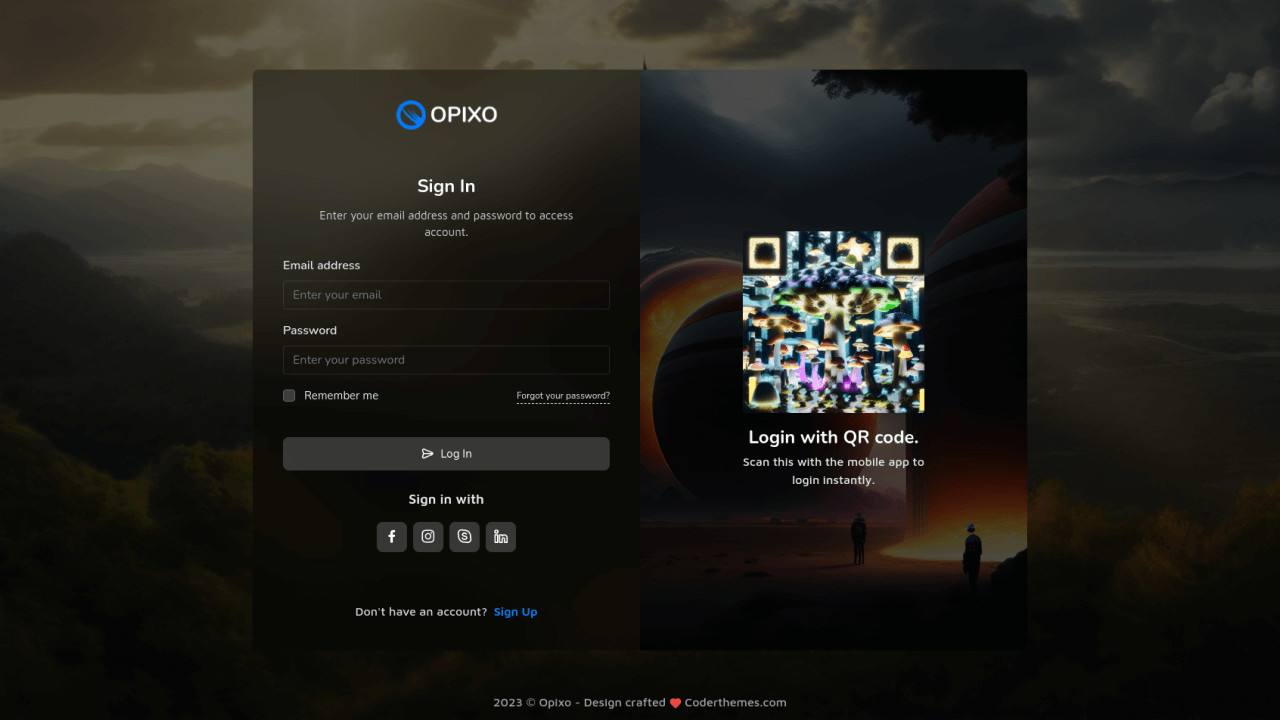 OPIXO
Sign In
Enter your email address and password to access
account.
Email address
Enter your email
Password
Enter your password
Remember me
Forgot your password?
Log In
Sign in with
Don't have an account? Sign Up
Login with QR code.
Scan this with the mobile app to
login instantly.
2023 © Opixo - Design crafted ❤ Coderthemes.com